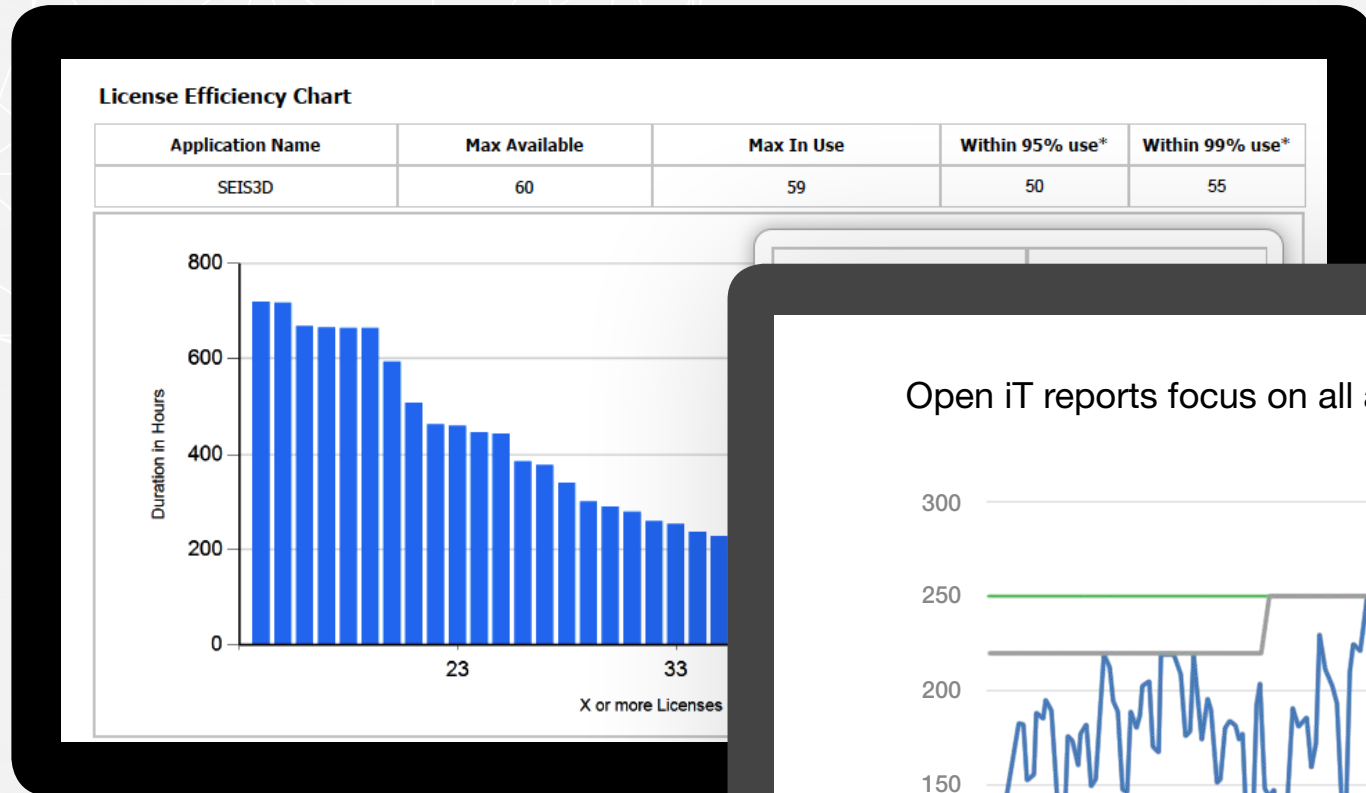 License Efficiency Chart
Application Name Max Available Max In Use Within 95% use* Within 99% use*
SEIS3D 60 59 50 55
800
600
400
200
0
Duration in Hours
23 33
X or more Licenses
Open iT reports focus on all
300
250
200
150